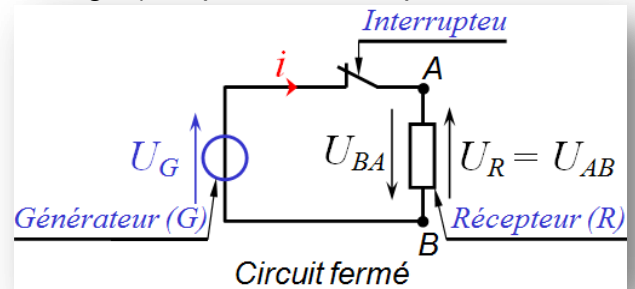 Interrupteu
i
A
U_G
U_BA
U_R = U_AB
Générateur (G)
Récepteur (R)
B
Circuit fermé